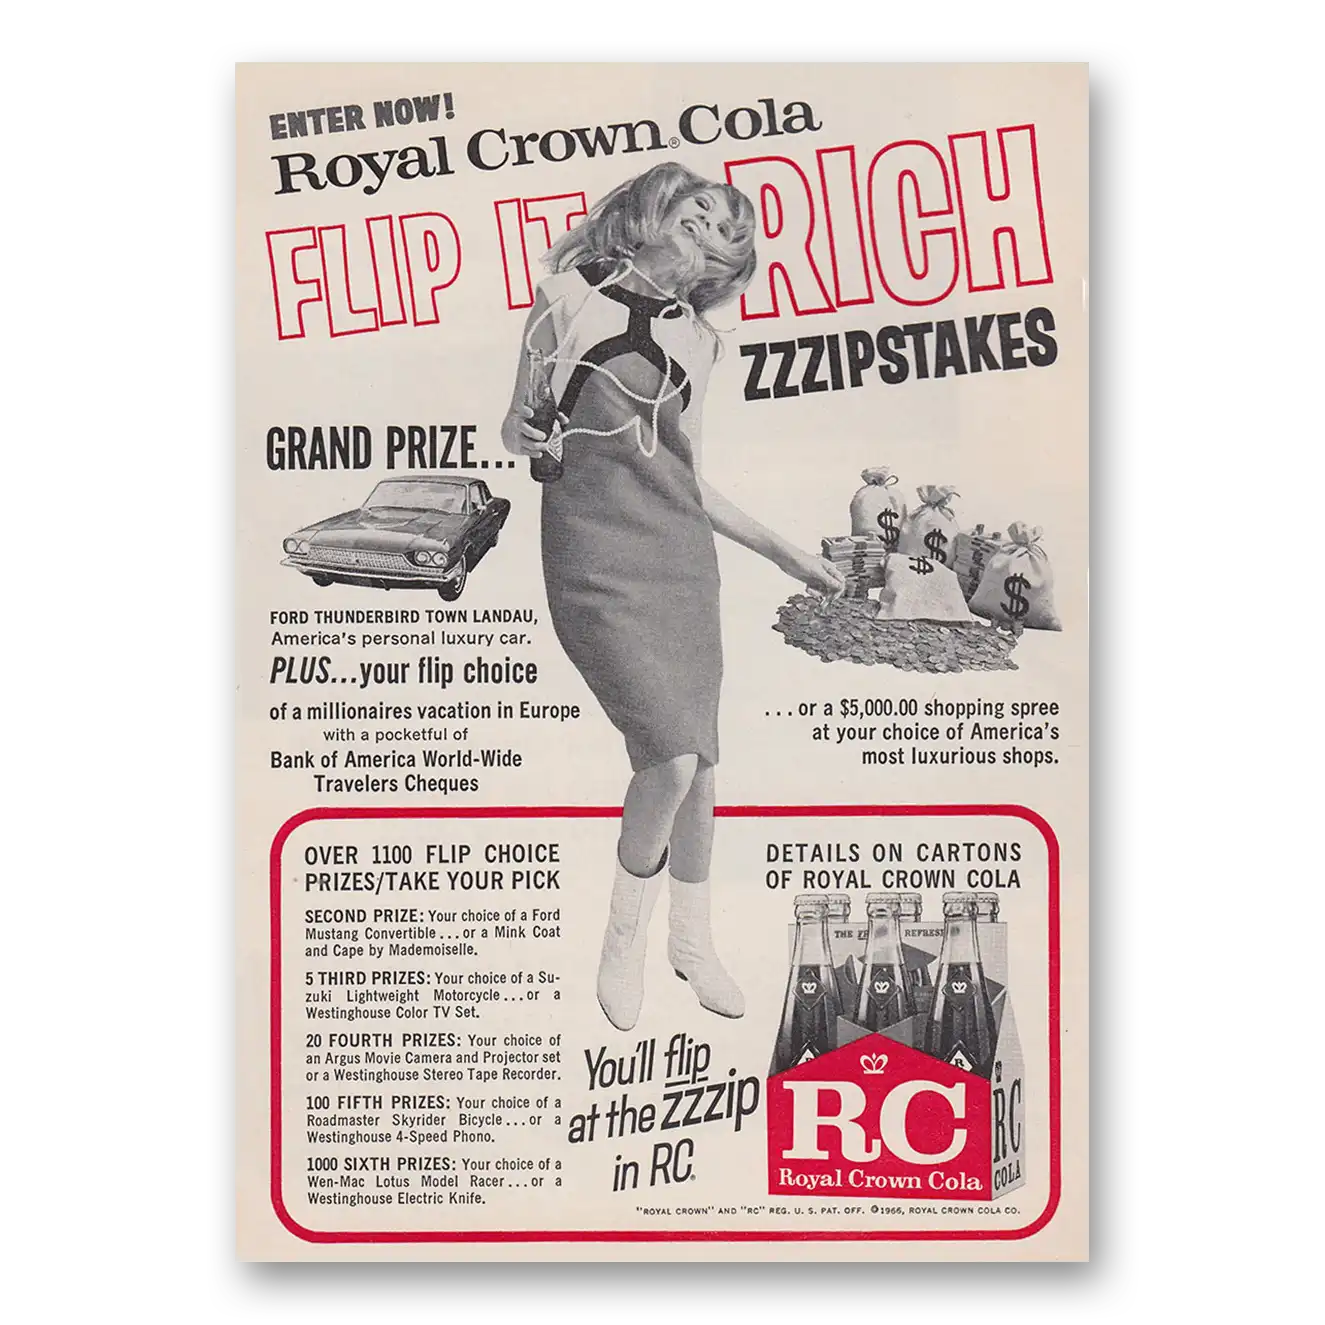 ENTER NOW!
Royal Crown® Cola
FLIP IT RICH
ZZZIPSTAKES
GRAND PRIZE...
FORD THUNDERBIRD TOWN LANDAU,
America's personal luxury car.
PLUS...your flip choice
of a millionaires vacation in Europe
with a pocketful of
Bank of America World-Wide
Travelers Cheques
$
$
$
$
...or a $5,000.00 shopping spree
at your choice of America's
most luxurious shops.
OVER 1100 FLIP CHOICE
PRIZES/TAKE YOUR PICK
SECOND PRIZE: Your choice of a Ford
Mustang Convertible...or a Mink Coat
and Cape by Mademoiselle.
5 THIRD PRIZES: Your choice of a Su-
zuki Lightweight Motorcycle...or a
Westinghouse Color TV Set.
20 FOURTH PRIZES: Your choice of
an Argus Movie Camera and Projector set
or a Westinghouse Stereo Tape Recorder.
100 FIFTH PRIZES: Your choice of a
Roadmaster Skyrider Bicycle...or a
Westinghouse 4-Speed Phono.
1000 SIXTH PRIZES: Your choice of a
Wen-Mac Lotus Model Racer...or a
Westinghouse Electric Knife.
You'll flip
at the zzzip
in RC®
DETAILS ON CARTONS
OF ROYAL CROWN COLA
THE
RC
Royal Crown Cola
RC
COLA
"ROYAL CROWN" AND "RC" REG. U. S. PAT. OFF. ©1966, ROYAL CROWN COLA CO.